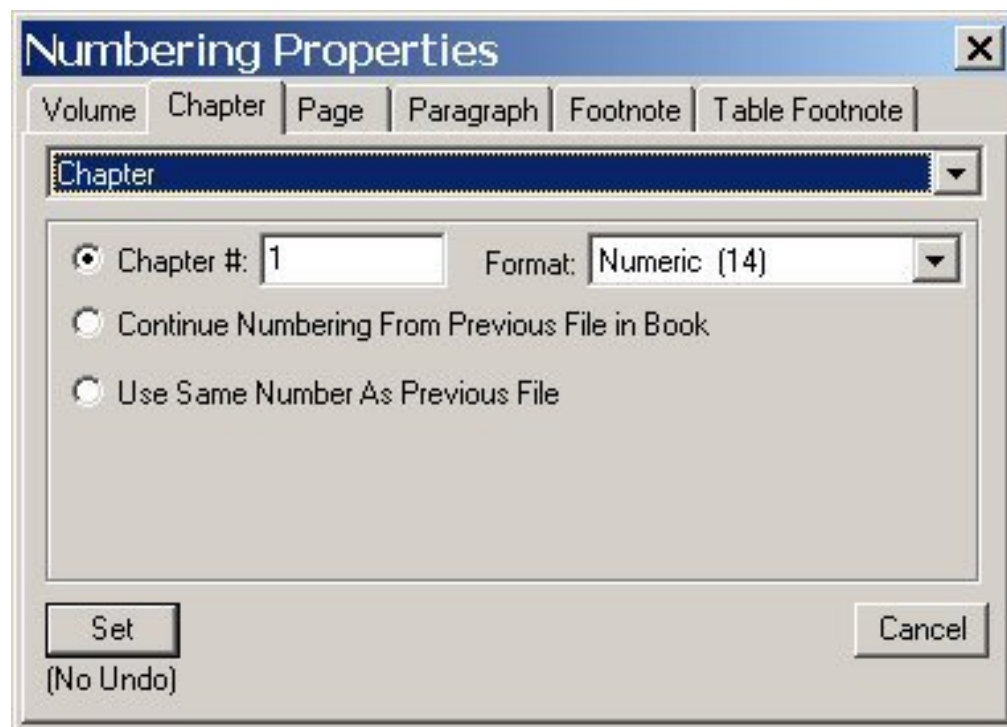 Numbering Properties
Volume Chapter Page Paragraph Footnote Table Footnote
Chapter
Chapter #: 1 Format: Numeric (14)
Continue Numbering From Previous File in Book
Use Same Number As Previous File
Set Cancel
(No Undo)